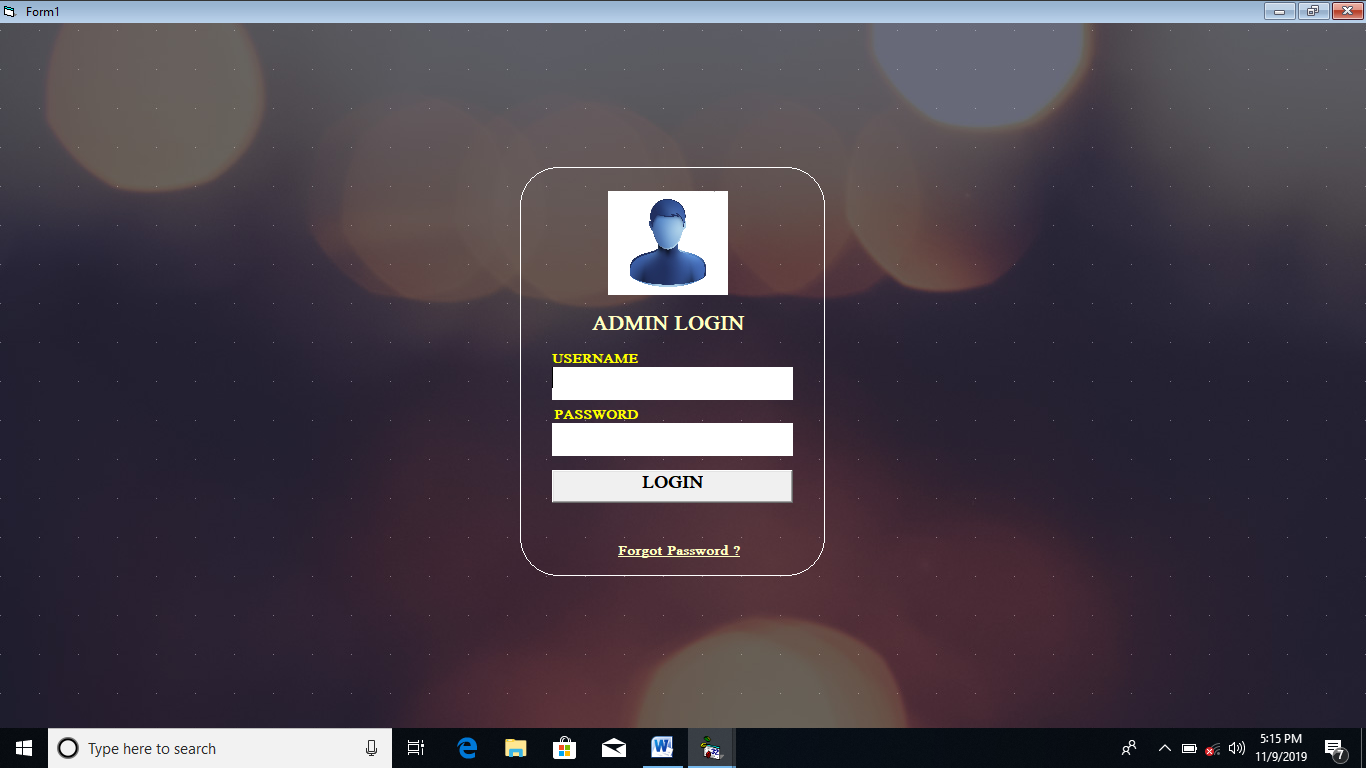 Form1
ADMIN LOGIN
USERNAME
PASSWORD
LOGIN
Forgot Password ?
Type here to search
5:15 PM
11/9/2019
7